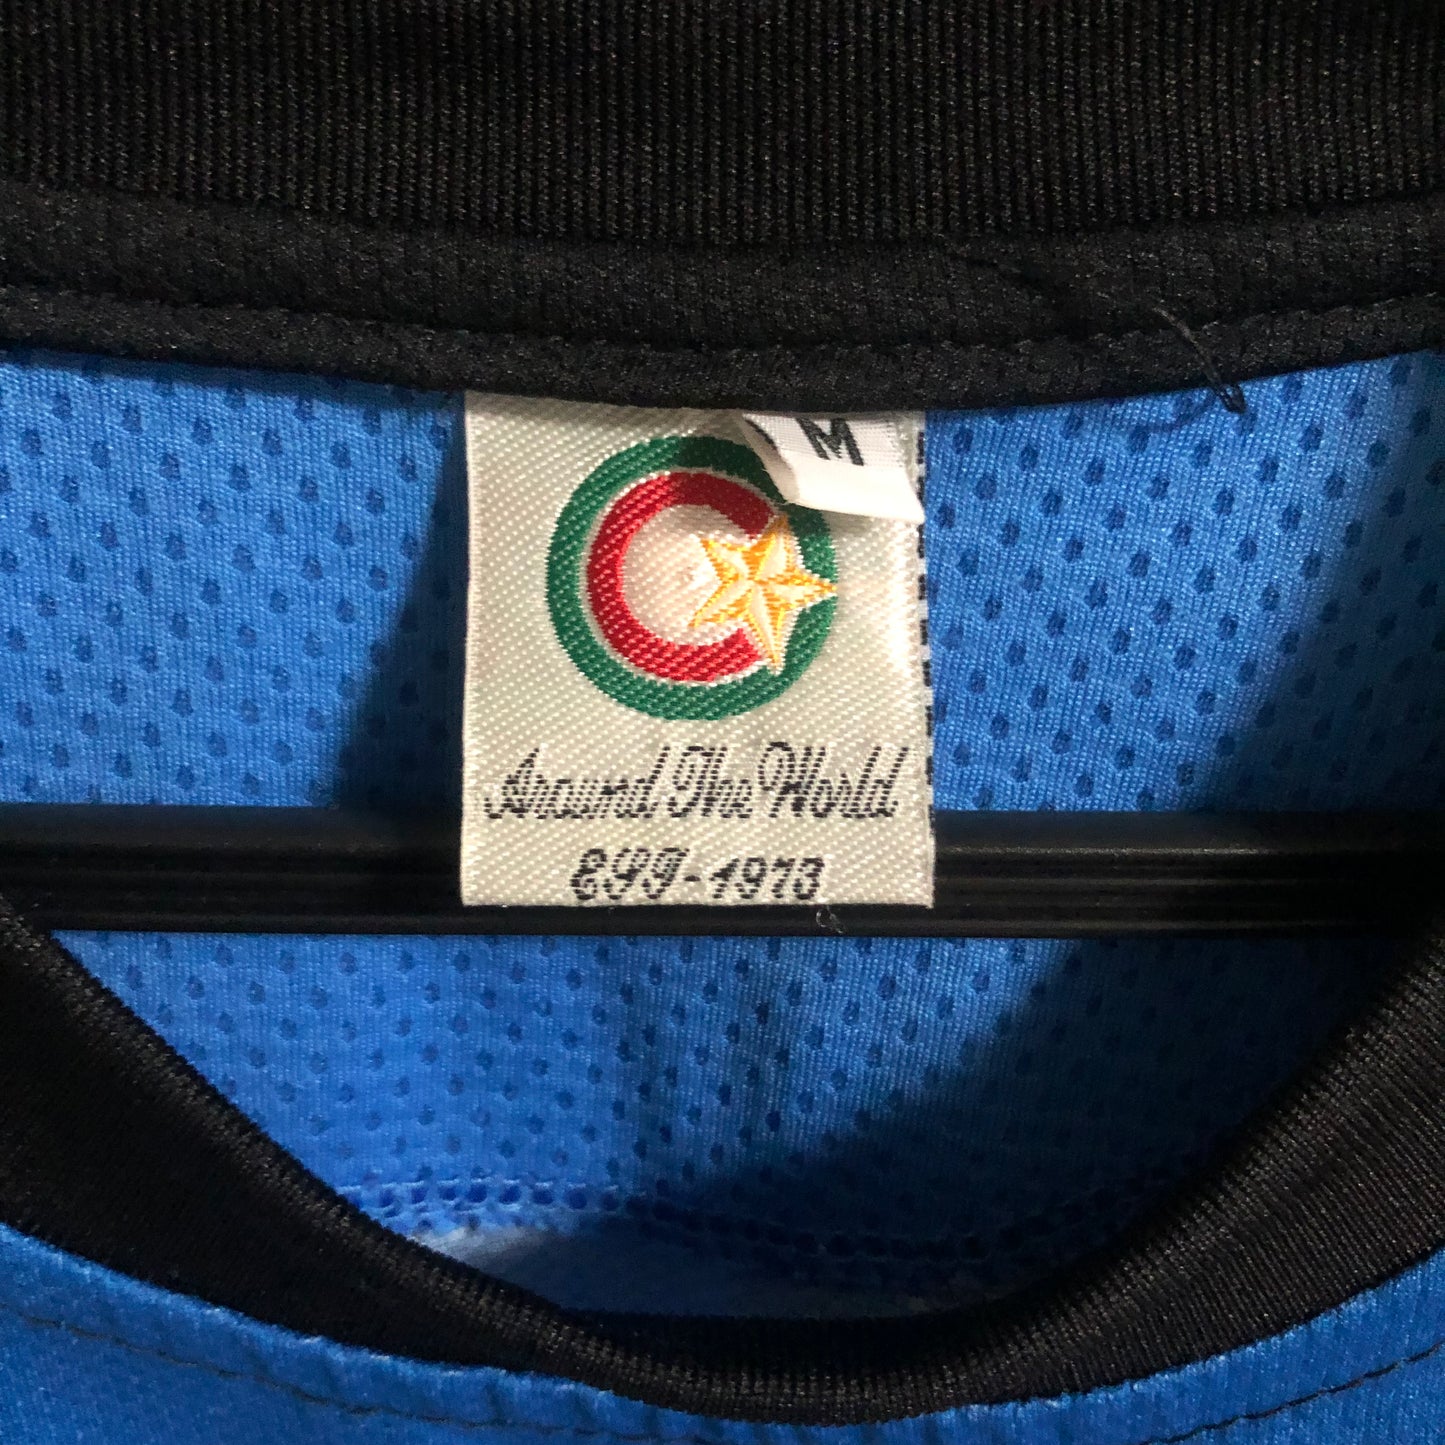 M
Around The World
EST-1973